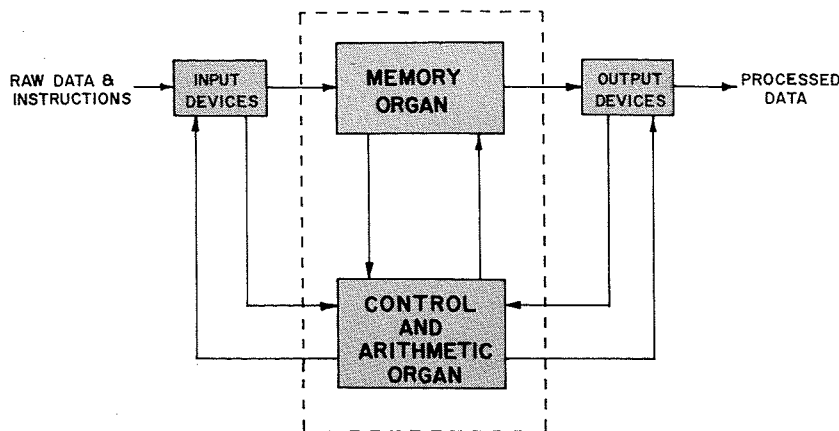 RAW DATA &
INSTRUCTIONS
INPUT
DEVICES
MEMORY
ORGAN
OUTPUT
DEVICES
PROCESSED
DATA
CONTROL
AND
ARITHMETIC
ORGAN